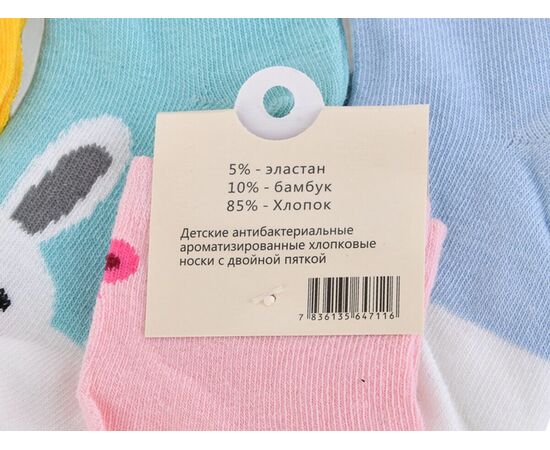 5% - эластан
10% - бамбук
85% - Хлопок
Детские антибактериальные
ароматизированные хлопковые
носки с двойной пяткой
7 836135 647116